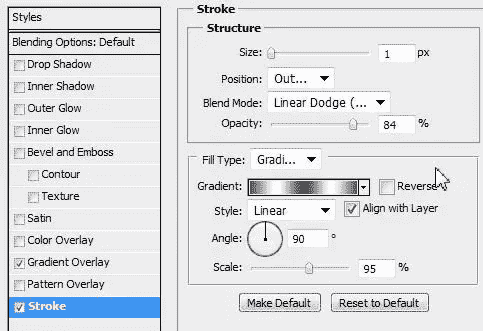 Styles
Blending Options: Default
Drop Shadow
Inner Shadow
Outer Glow
Inner Glow
Bevel and Emboss
Contour
Texture
Satin
Color Overlay
Gradient Overlay
Pattern Overlay
Stroke
Stroke
Structure
Size: 1 px
Position: Out...
Blend Mode: Linear Dodge (...
Opacity: 84 %
Fill Type: Gradi...
Gradient: Reverse
Style: Linear Align with Layer
Angle: 90 °
Scale: 95 %
Make Default Reset to Default